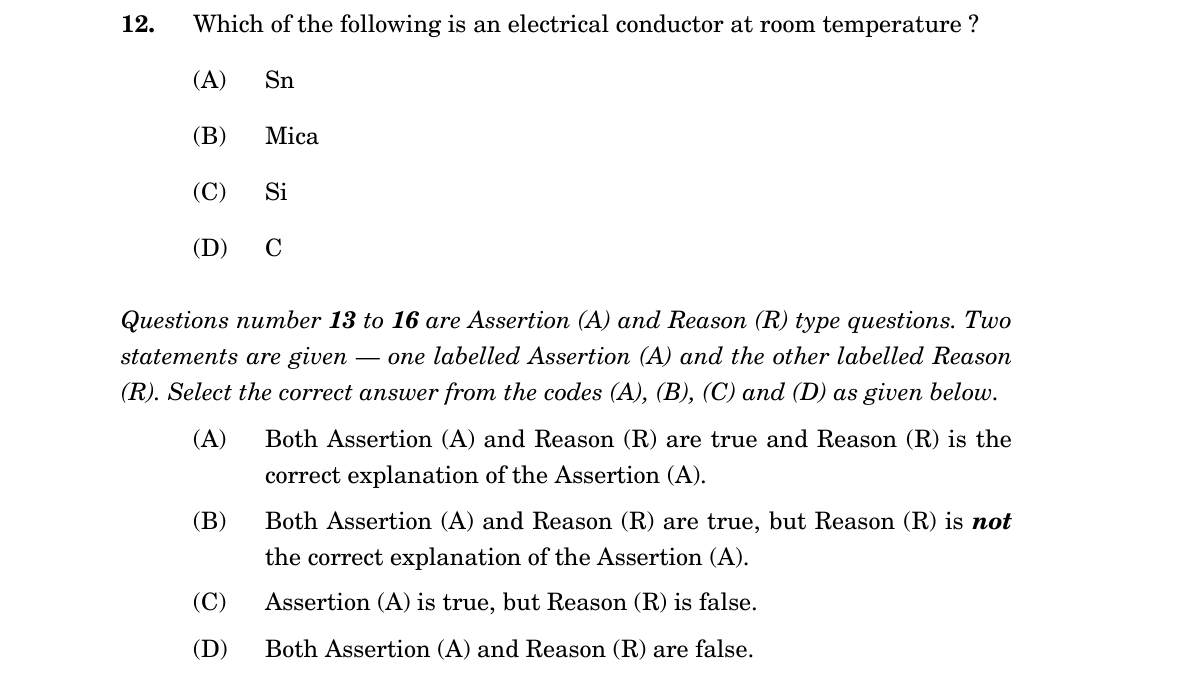 12. Which of the following is an electrical conductor at room temperature ?
(A) Sn
(B) Mica
(C) Si
(D) C
Questions number 13 to 16 are Assertion (A) and Reason (R) type questions. Two
statements are given — one labelled Assertion (A) and the other labelled Reason
(R). Select the correct answer from the codes (A), (B), (C) and (D) as given below.
(A) Both Assertion (A) and Reason (R) are true and Reason (R) is the
correct explanation of the Assertion (A).
(B) Both Assertion (A) and Reason (R) are true, but Reason (R) is not
the correct explanation of the Assertion (A).
(C) Assertion (A) is true, but Reason (R) is false.
(D) Both Assertion (A) and Reason (R) are false.